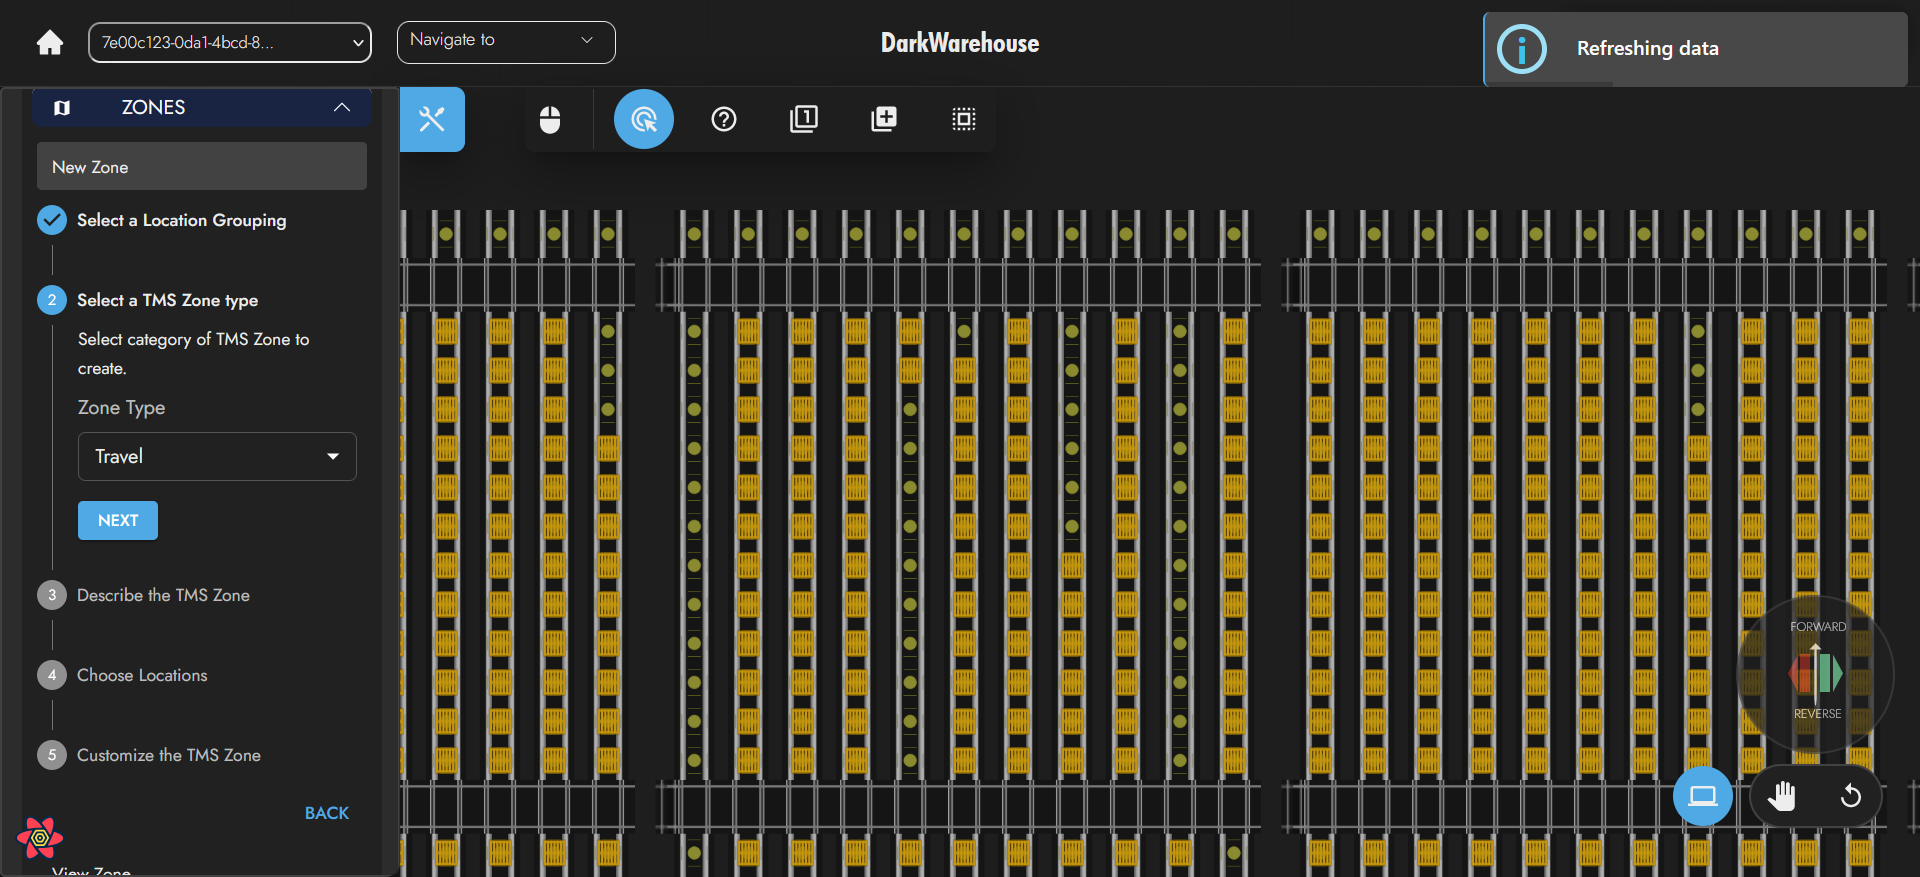 7e00c123-0da1-4bcd-8...
Navigate to
DarkWarehouse
Refreshing data
ZONES
1
New Zone
Select a Location Grouping
2
Select a TMS Zone type
Select category of TMS Zone to
create.
Zone Type
Travel
NEXT
3
Describe the TMS Zone
4
Choose Locations
5
Customize the TMS Zone
BACK
View Zone
FORWARD
REVERSE